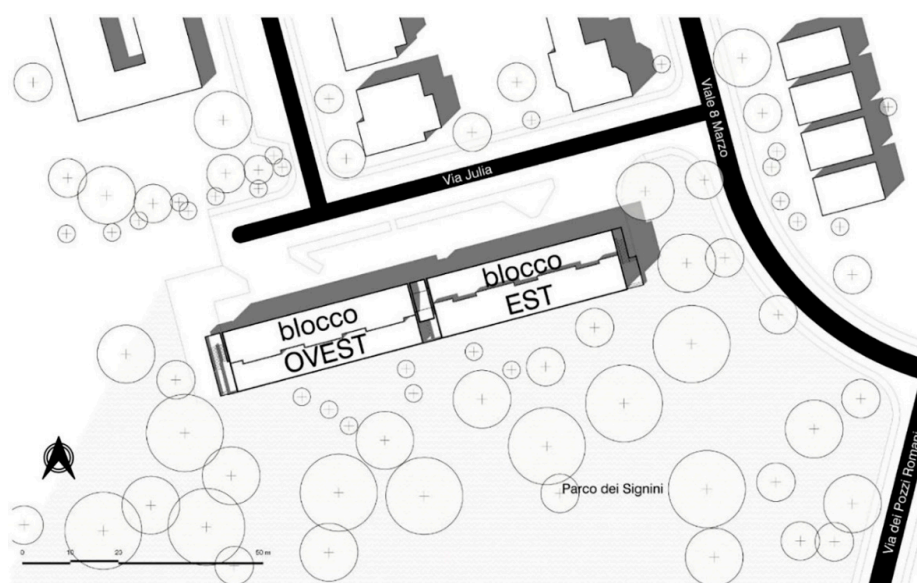 Viale 8 Marzo
Via Julia
blocco
EST
blocco
OVEST
Parco dei Signini
Via dei Pozzi Romani
0 10 25 50 m